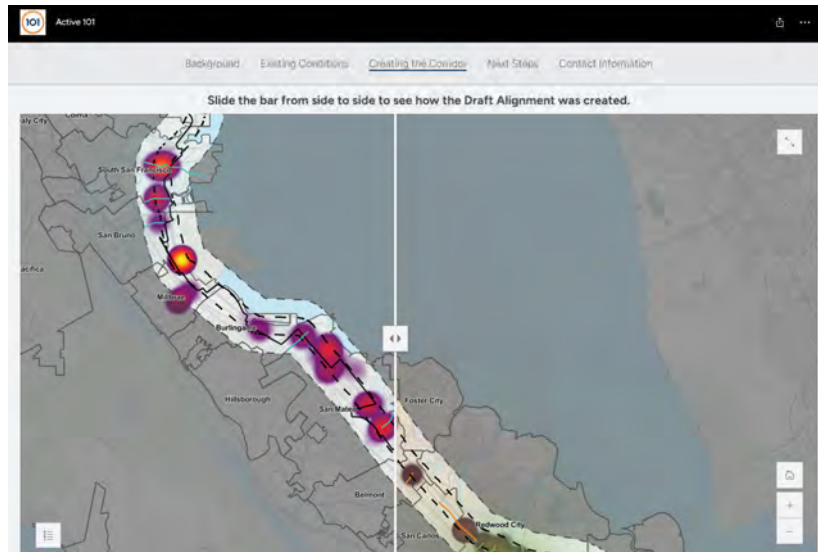 101
Active 101
Background Existing Conditions Creating the Corridor Next Steps Contact Information
Slide the bar from side to side to see how the Draft Alignment was created.
aly City
Colma
South San Francisco
San Bruno
acifica
Millbrae
Burlingame
Hillsborough
San Mateo
Foster City
Belmont
San Carlos
Redwood City